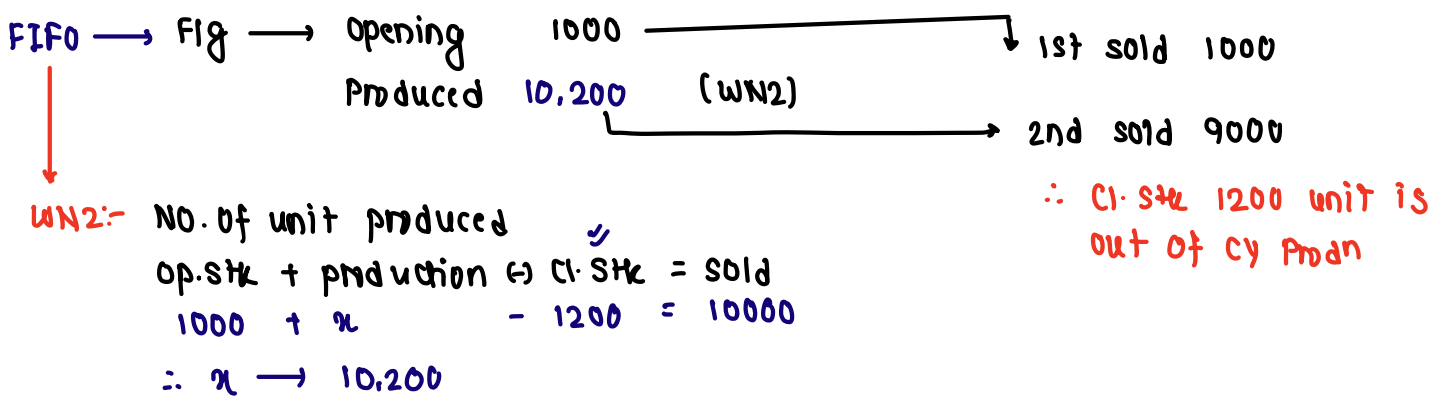 FIFO → FIg → Opening 1000 → 1st sold 1000
Produced 10,200 (WN2) → 2nd sold 9000
∴ Cl. Stk 1200 unit is
out of CY Prodn
WN2:- NO. of unit produced
Op.Stk + production (-) Cl. Stk = sold
1000 + x - 1200 = 10000
∴ x → 10,200